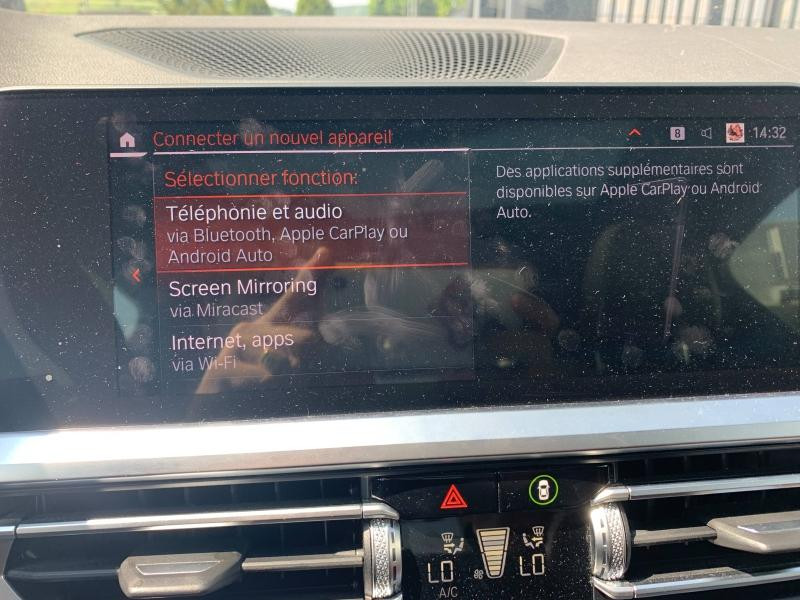 Connecter un nouvel appareil
8
14:32
Sélectionner fonction:
Téléphonie et audio
via Bluetooth, Apple CarPlay ou
Android Auto
Screen Mirroring
via Miracast
Internet, apps
via Wi-Fi
Des applications supplémentaires sont
disponibles sur Apple CarPlay ou Android
Auto.
LO
LO
A/C